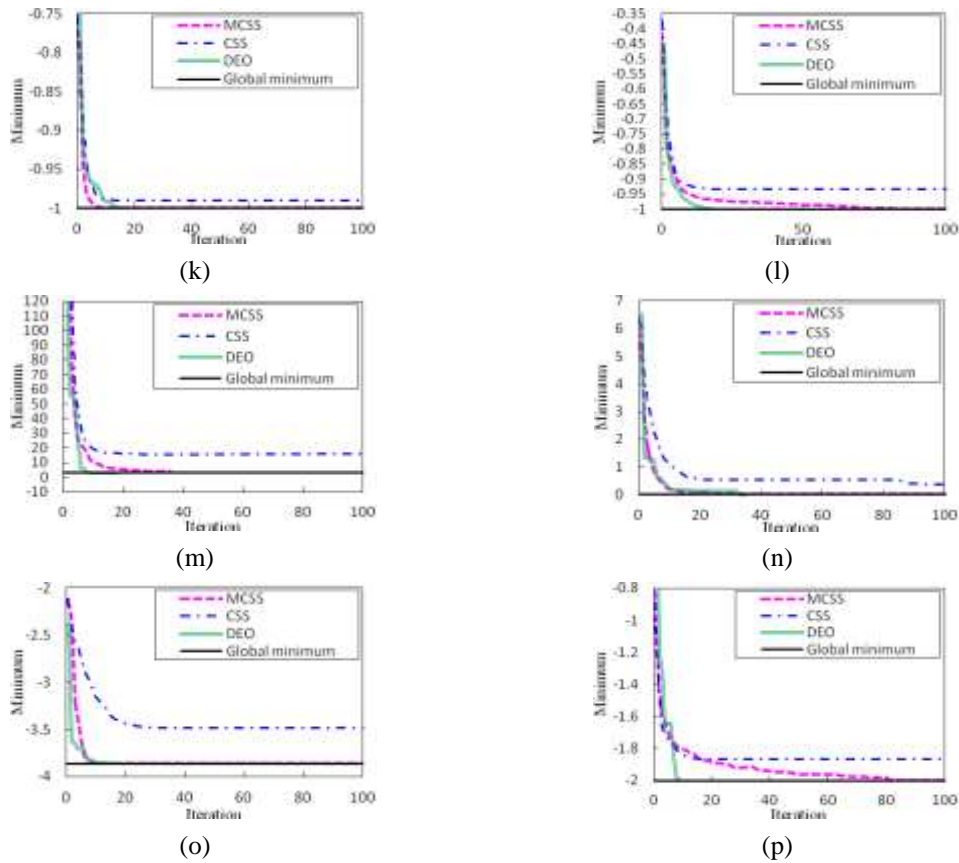 -0.75
-0.8
-0.85
-0.9
-0.95
-1
Minimum
MCSS
CSS
DEO
Global minimum
0 20 40 60 80 100
Iteration
(k)
-0.35
-0.4
-0.45
-0.5
-0.55
-0.6
-0.65
-0.7
-0.75
-0.8
-0.85
-0.9
-0.95
-1
Minimum
MCSS
CSS
DEO
Global minimum
0 50 100
Iteration
(l)
120
110
100
90
80
70
60
50
40
30
20
10
0
-10
Minimum
MCSS
CSS
DEO
Global minimum
0 20 40 60 80 100
Iteration
(m)
7
6
5
4
3
2
1
0
Minimum
MCSS
CSS
DEO
Global minimum
0 20 40 60 80 100
Iteration
(n)
-2
-2.5
-3
-3.5
-4
Minimum
MCSS
CSS
DEO
Global minimum
0 20 40 60 80 100
Iteration
(o)
-0.8
-1
-1.2
-1.4
-1.6
-1.8
-2
Minimum
MCSS
CSS
DEO
Global minimum
0 20 40 60 80 100
Iteration
(p)